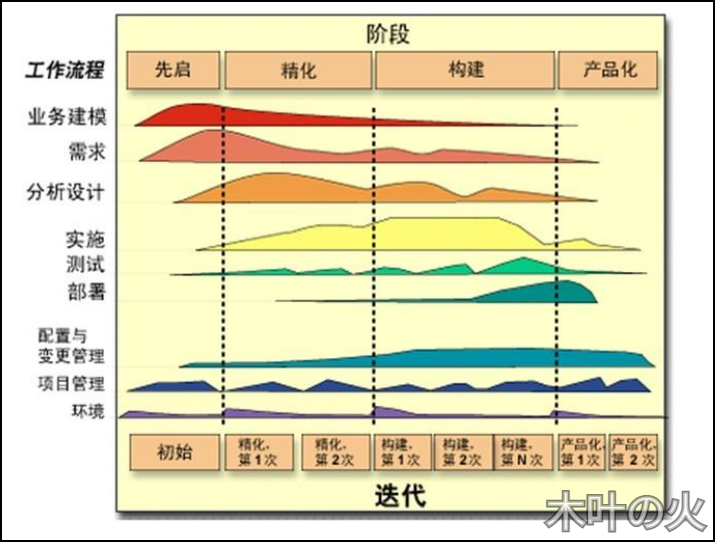 阶段
工作流程
先启
精化
构建
产品化
业务建模
需求
分析设计
实施
测试
部署
配置与
变更管理
项目管理
环境
初始
精化、
第1次
精化、
第2次
构建、
第1次
构建、
第2次
构建、
第N次
产品化、
第1次
产品化、
第2次
迭代
木叶の火